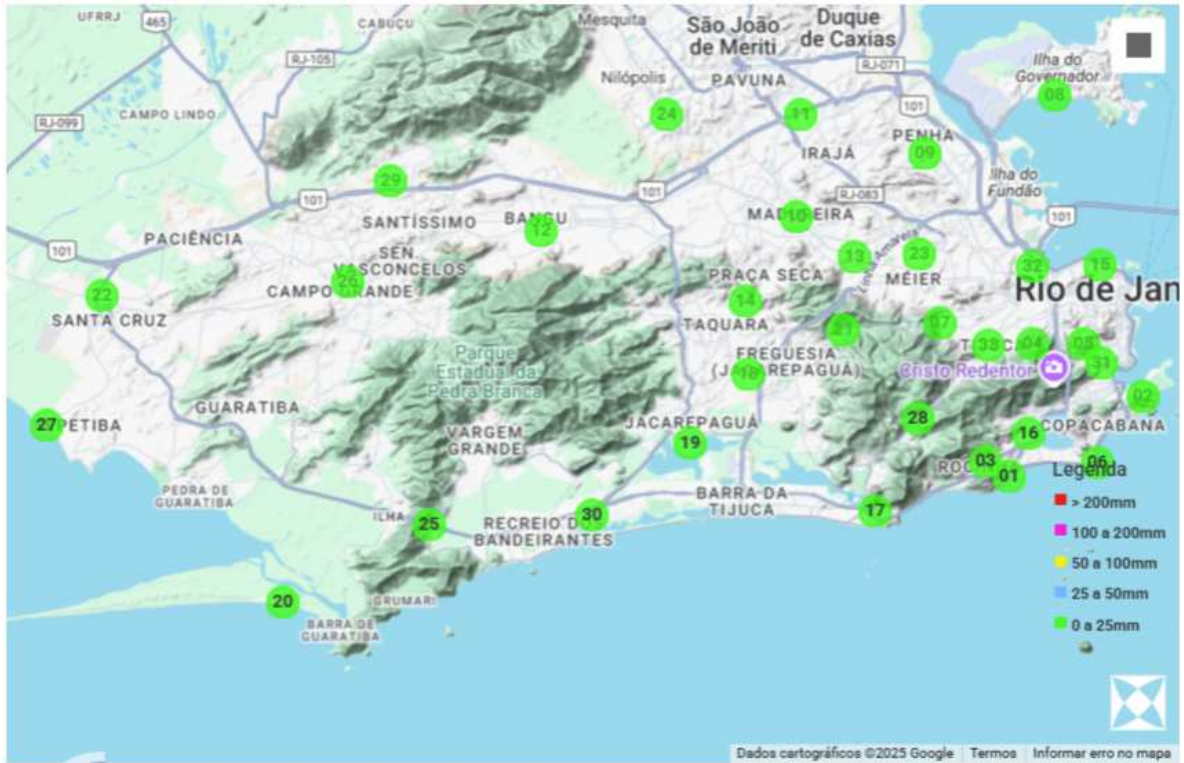 UFRRJ
465
CABUÇU
Mesquita
São João
de Meriti
Duque
de Caxias
RJ-105
Nilópolis
PAVUNA
RJ-071
Ilha do
Governador
08
CAMPO LINDO
RJ-099
24
11
101
PENHA
09
IRAJÁ
Ilha do
Fundão
29
101
101
RJ-083
SANTÍSSIMO
BANGU
12
MADUREIRA
10
101
PACIÊNCIA
101
SEN.
VASCONCELOS
26
CAMPO GRANDE
13
Linha Amarela
23
MÉIER
32
15
22
SANTA CRUZ
PRAÇA SECA
14
TAQUARA
Rio de Jan
21
07
33
04
05
31
Parque
Estadual da
Pedra Branca
FREGUESIA
(JACAREPAGUÁ)
18
Cristo Redentor
02
27
GUARATIBA
28
16
COPACABANA
VARGEM
GRANDE
JACAREPAGUÁ
19
03
01
06
PEDRA DE
GUARATIBA
ILHA
25
RECREIO DOS
BANDEIRANTES
30
BARRA DA
TIJUCA
17
20
GRUMARI
BARRA DE
GUARATIBA
Legenda
> 200mm
100 a 200mm
50 a 100mm
25 a 50mm
0 a 25mm
Dados cartográficos ©2025 Google
Termos
Informar erro no mapa